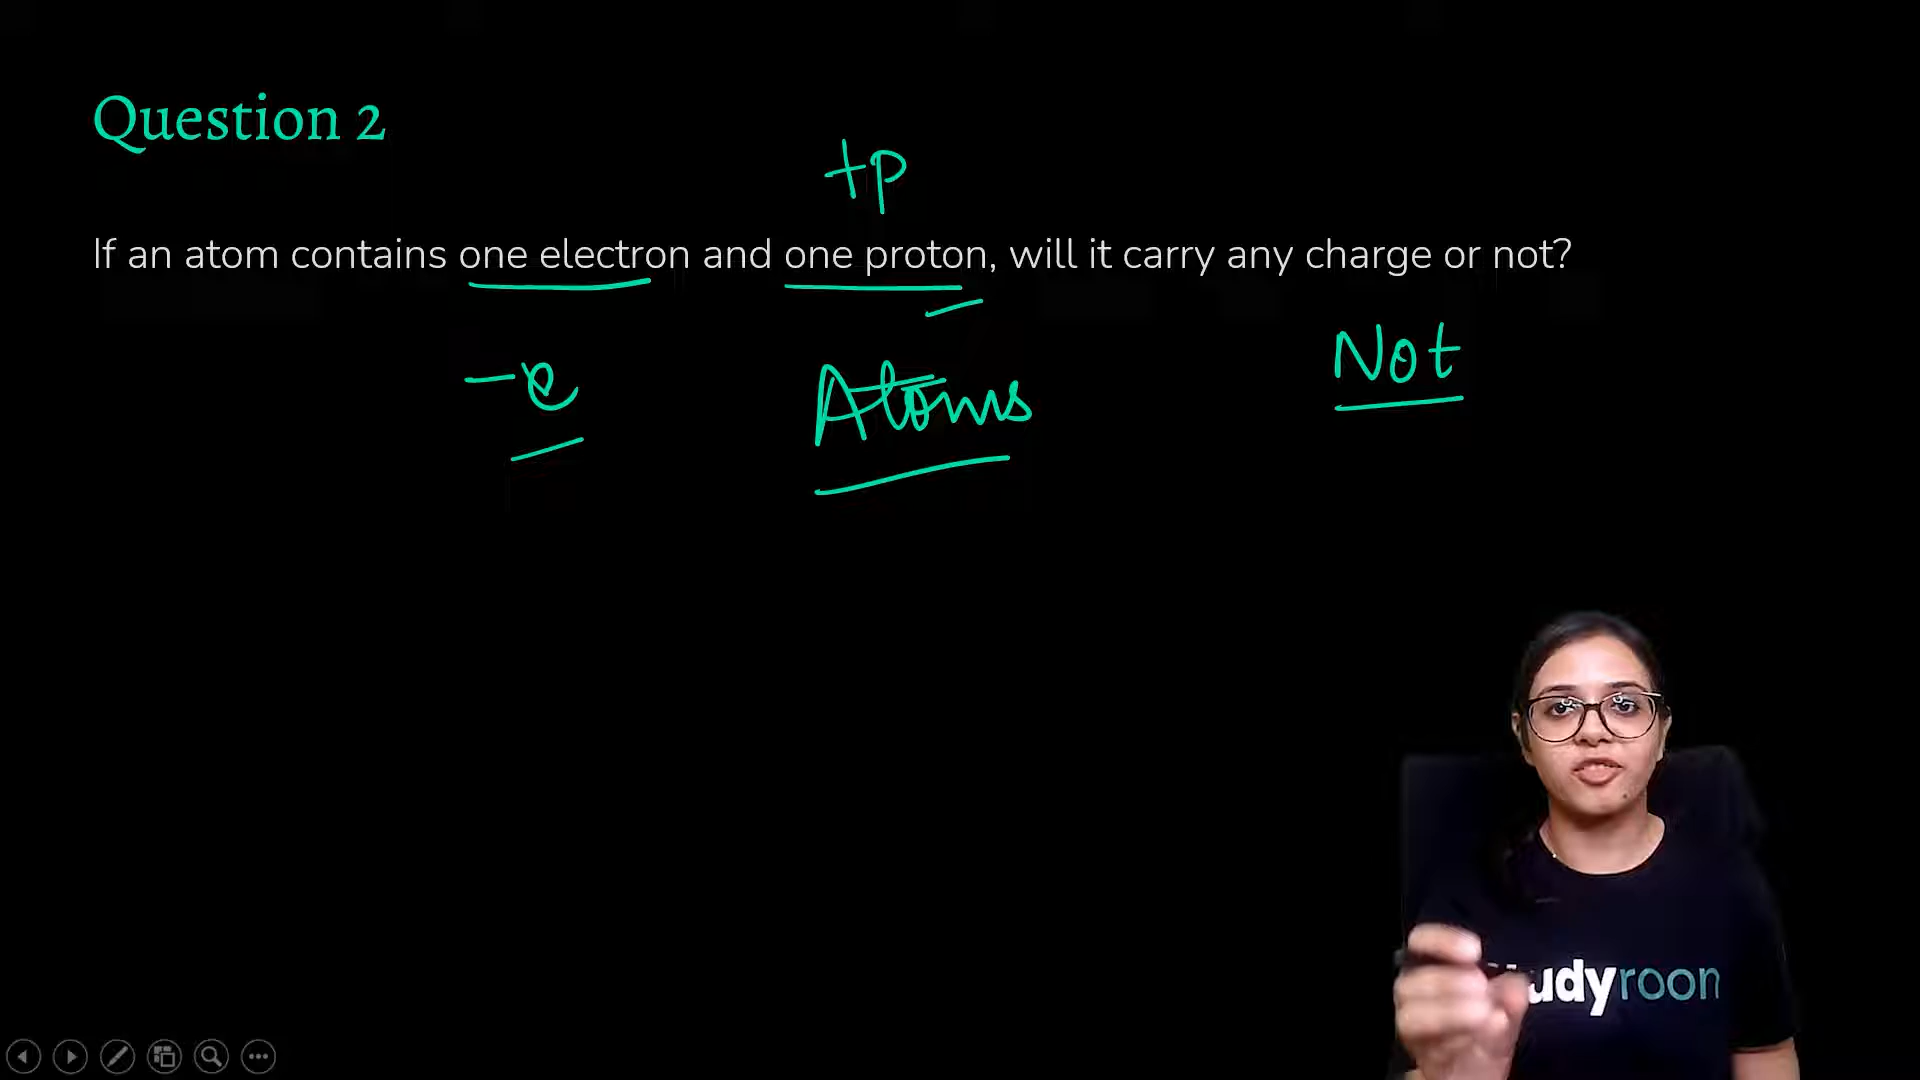 Question 2
+p
If an atom contains one electron and one proton, will it carry any charge or not?
Not
-e
Atoms
udyroon